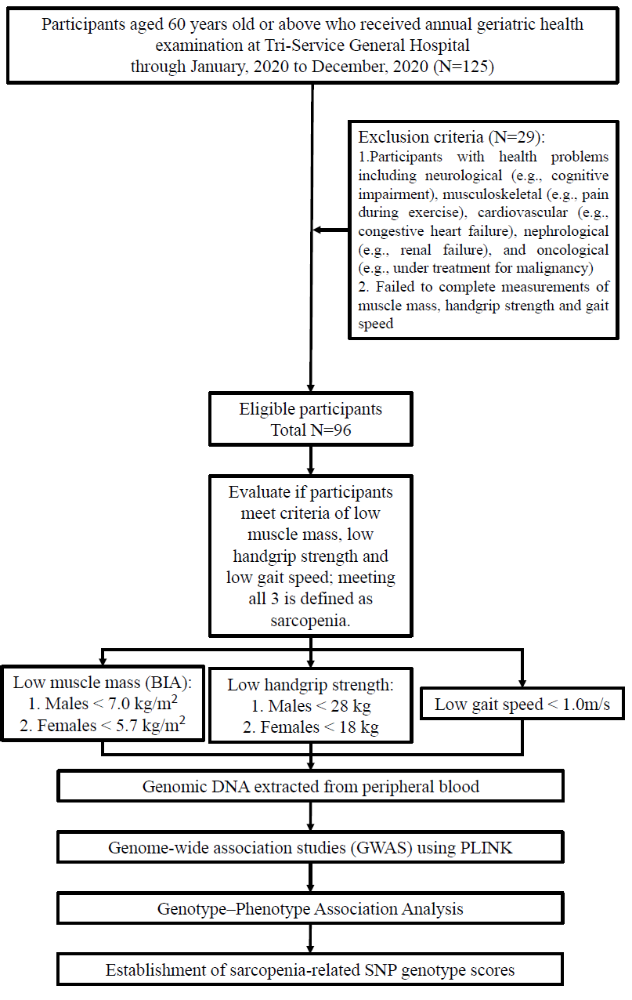 Participants aged 60 years old or above who received annual geriatric health
examination at Tri-Service General Hospital
through January, 2020 to December, 2020 (N=125)
Exclusion criteria (N=29):
1.Participants with health problems
including neurological (e.g., cognitive
impairment), musculoskeletal (e.g., pain
during exercise), cardiovascular (e.g.,
congestive heart failure), nephrological
(e.g., renal failure), and oncological
(e.g., under treatment for malignancy)
2. Failed to complete measurements of
muscle mass, handgrip strength and gait
speed
Eligible participants
Total N=96
Evaluate if participants
meet criteria of low
muscle mass, low
handgrip strength and
low gait speed; meeting
all 3 is defined as
sarcopenia.
Low muscle mass (BIA):
1. Males < 7.0 kg/m²
2. Females < 5.7 kg/m²
Low handgrip strength:
1. Males < 28 kg
2. Females < 18 kg
Low gait speed < 1.0m/s
Genomic DNA extracted from peripheral blood
Genome-wide association studies (GWAS) using PLINK
Genotype–Phenotype Association Analysis
Establishment of sarcopenia-related SNP genotype scores